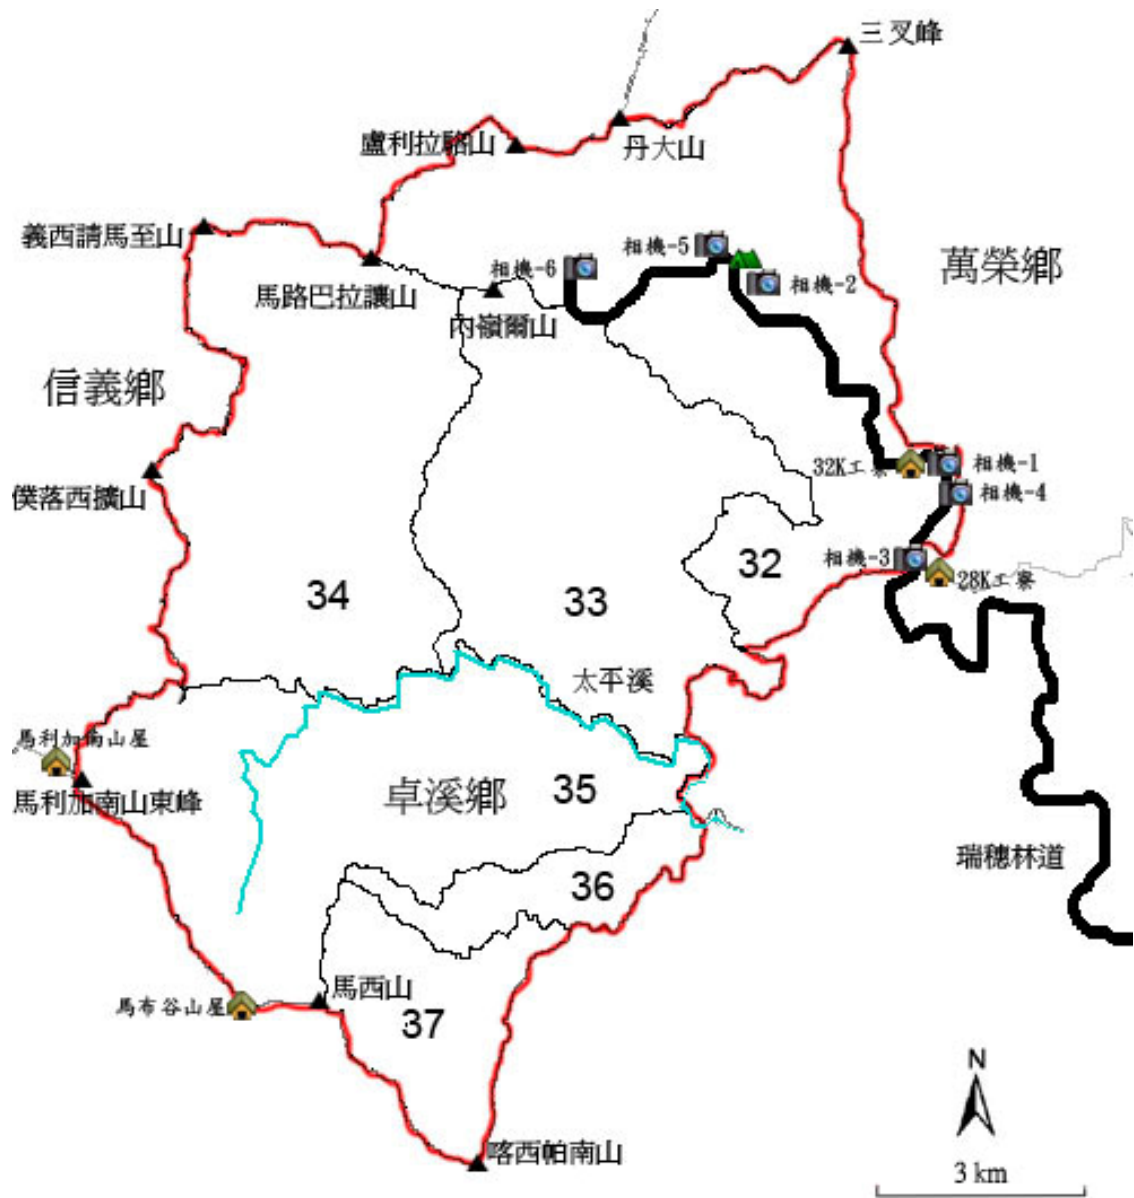 三叉峰
盧利拉駱山
丹大山
義西請馬至山
相機-5
萬榮鄉
相機-6
相機-2
馬路巴拉讓山
內嶺爾山
信義鄉
32K工寮
相機-1
僕落西擴山
相機-4
相機-3
32
28K工寮
34
33
太平溪
馬利加南山屋
馬利加南山東峰
卓溪鄉
35
瑞穗林道
36
馬西山
馬布谷山屋
37
N
喀西帕南山
3 km